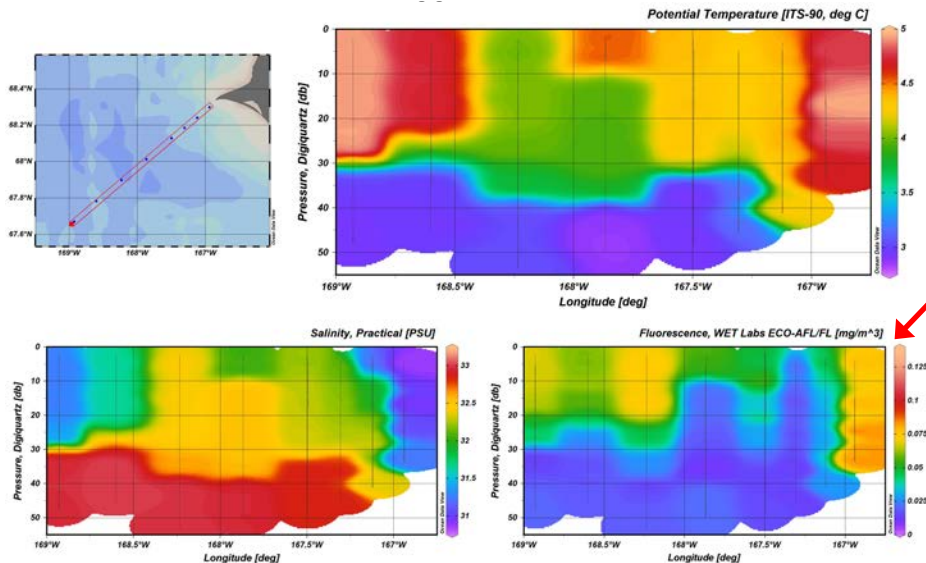 Potential Temperature [ITS-90, deg C]
Pressure, Digiquartz [db]
0
10
20
30
40
50
169°W
168.5°W
168°W
167.5°W
167°W
Longitude [deg]
5
4.5
4
3.5
3
Ocean Data View
68.4°N
68.2°N
68°N
67.8°N
67.6°N
169°W
168°W
167°W
Ocean Data View
Salinity, Practical [PSU]
Pressure, Digiquartz [db]
0
10
20
30
40
50
169°W
168.5°W
168°W
167.5°W
167°W
Longitude [deg]
33
32.5
32
31.5
31
Ocean Data View
Fluorescence, WET Labs ECO-AFL/FL [mg/m^3]
Pressure, Digiquartz [db]
0
10
20
30
40
50
169°W
168.5°W
168°W
167.5°W
167°W
Longitude [deg]
0.125
0.1
0.075
0.05
0.025
0
Ocean Data View